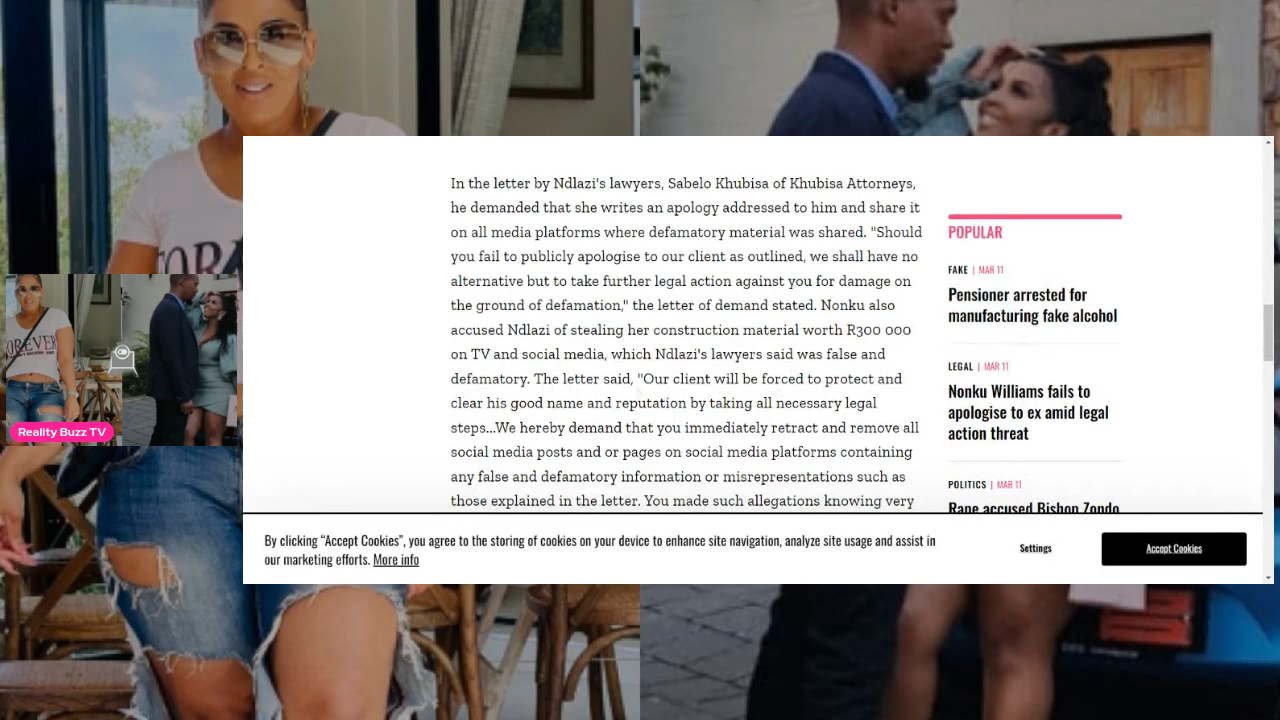 In the letter by Ndlazi's lawyers, Sabelo Khubisa of Khubisa Attorneys,
he demanded that she writes an apology addressed to him and share it
on all media platforms where defamatory material was shared. "Should
you fail to publicly apologise to our client as outlined, we shall have no
alternative but to take further legal action against you for damage on
the ground of defamation," the letter of demand stated. Nonku also
accused Ndlazi of stealing her construction material worth R300 000
on TV and social media, which Ndlazi's lawyers said was false and
defamatory. The letter said, "Our client will be forced to protect and
clear his good name and reputation by taking all necessary legal
steps...We hereby demand that you immediately retract and remove all
social media posts and or pages on social media platforms containing
any false and defamatory information or misrepresentations such as
those explained in the letter. You made such allegations knowing very
POPULAR
FAKE | MAR 11
Pensioner arrested for
manufacturing fake alcohol
LEGAL | MAR 11
Nonku Williams fails to
apologise to ex amid legal
action threat
POLITICS | MAR 11
Rape accused Bishop Zondo
By clicking “Accept Cookies”, you agree to the storing of cookies on your device to enhance site navigation, analyze site usage and assist in
our marketing efforts. More info
Settings
Accept Cookies
FOREVER
Reality Buzz TV